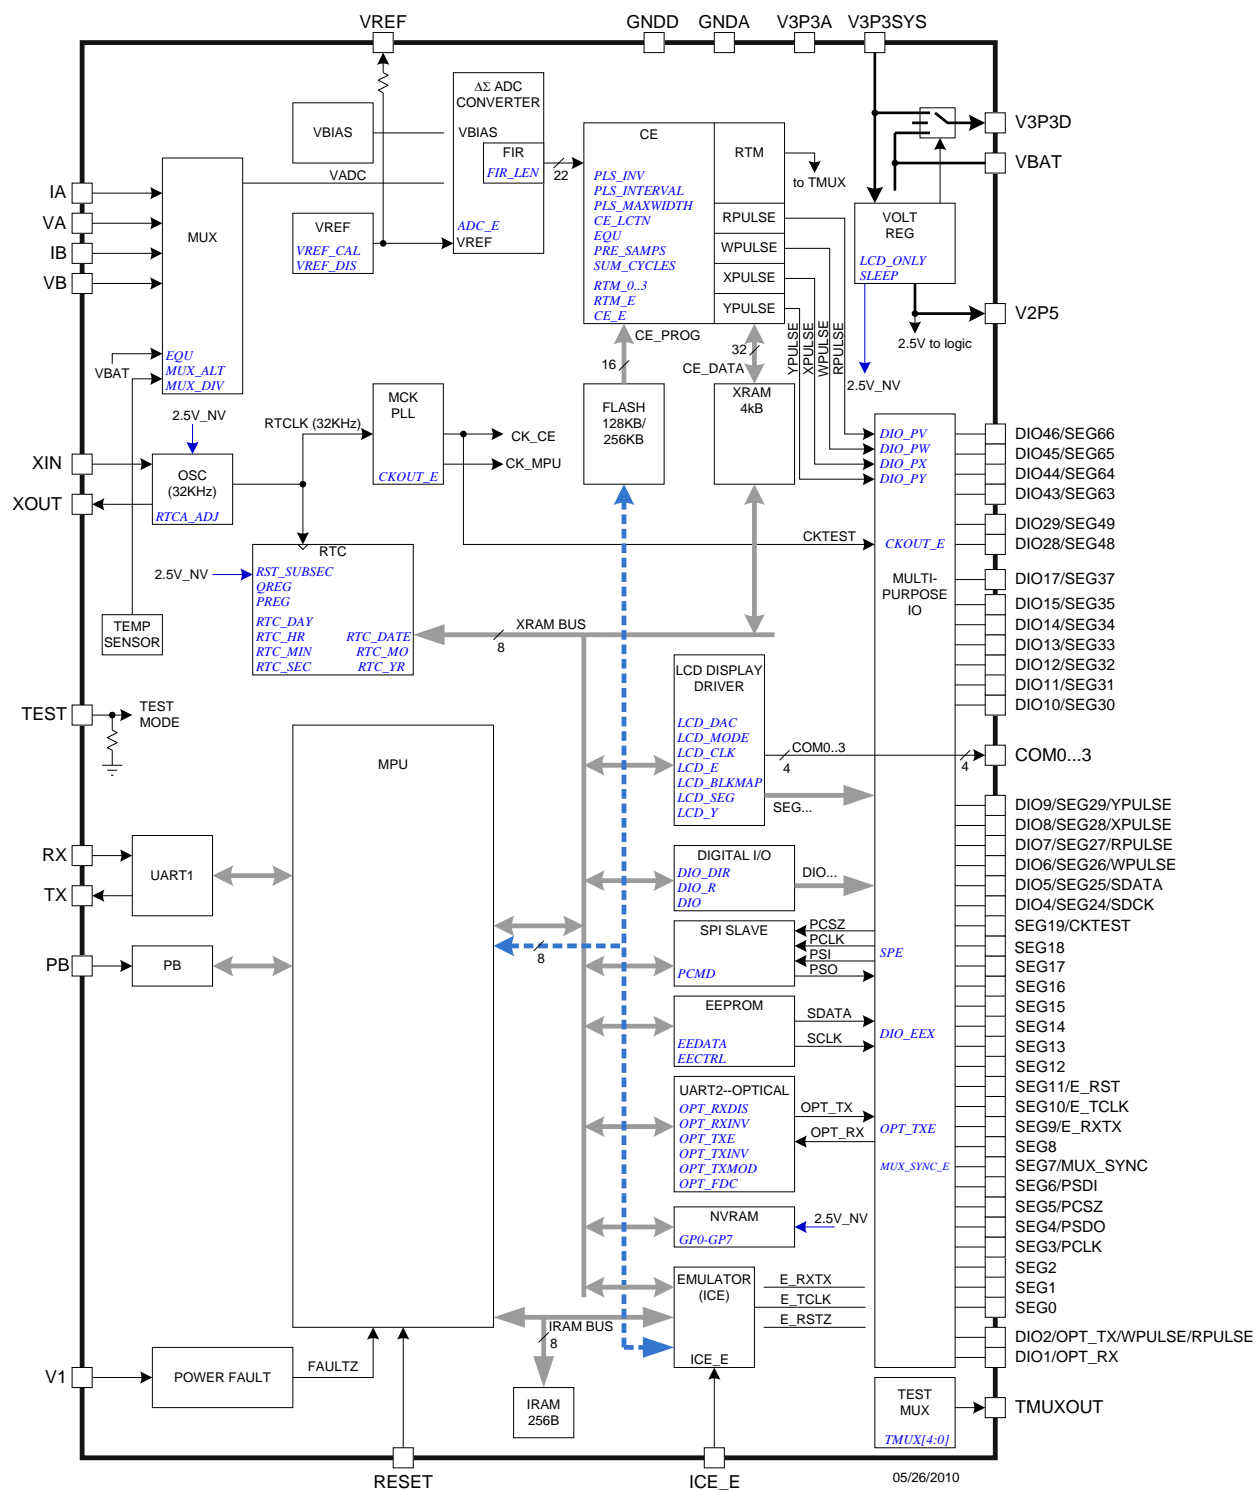 VREF
GNDD
GNDA
V3P3A
V3P3SYS
IA
VA
IB
VB
XIN
XOUT
TEST
RX
TX
PB
V1
RESET
ICE_E
MUX
EQU
MUX_ALT
MUX_DIV
VBAT
VBIAS
VADC
VREF
VREF_CAL
VREF_DIS
ΔΣ ADC
CONVERTER
VBIAS
FIR
FIR_LEN
ADC_E
VREF
22
CE
PLS_INV
PLS_INTERVAL
PLS_MAXWIDTH
CE_LCTN
EQU
PRE_SAMPS
SUM_CYCLES
RTM_0..3
RTM_E
CE_E
RTM
to TMUX
RPULSE
WPULSE
XPULSE
YPULSE
YPULSE
XPULSE
WPULSE
RPULSE
VOLT
REG
LCD_ONLY
SLEEP
2.5V to logic
2.5V_NV
V3P3D
VBAT
V2P5
CE_PROG
16
32
CE_DATA
FLASH
128KB/
256KB
XRAM
4kB
MCK
PLL
CKOUT_E
CK_CE
CK_MPU
RTCLK (32KHz)
2.5V_NV
OSC
(32KHz)
RTCA_ADJ
TEMP
SENSOR
2.5V_NV
RTC
RST_SUBSEC
QREG
PREG
RTC_DAY
RTC_HR
RTC_MIN
RTC_SEC
RTC_DATE
RTC_MO
RTC_YR
XRAM BUS
8
CKTEST
TEST
MODE
MPU
UART1
PB
POWER FAULT
FAULTZ
8
IRAM BUS
8
IRAM
256B
LCD DISPLAY
DRIVER
LCD_DAC
LCD_MODE
LCD_CLK
LCD_E
LCD_BLKMAP
LCD_SEG
LCD_Y
COM0..3
4
4
SEG...
DIGITAL I/O
DIO_DIR
DIO_R
DIO
DIO...
SPI SLAVE
PCMD
PCSZ
PCLK
PSI
PSO
EEPROM
EEDATA
EECTRL
SDATA
SCLK
UART2--OPTICAL
OPT_RXDIS
OPT_RXINV
OPT_TXE
OPT_TXINV
OPT_TXMOD
OPT_FDC
OPT_TX
OPT_RX
NVRAM
GP0-GP7
2.5V_NV
EMULATOR
(ICE)
ICE_E
E_RXTX
E_TCLK
E_RSTZ
DIO_PV
DIO_PW
DIO_PX
DIO_PY
CKOUT_E
MULTI-
PURPOSE
IO
SPE
DIO_EEX
OPT_TXE
MUX_SYNC_E
TEST
MUX
TMUX[4:0]
DIO46/SEG66
DIO45/SEG65
DIO44/SEG64
DIO43/SEG63
DIO29/SEG49
DIO28/SEG48
DIO17/SEG37
DIO15/SEG35
DIO14/SEG34
DIO13/SEG33
DIO12/SEG32
DIO11/SEG31
DIO10/SEG30
COM0...3
DIO9/SEG29/YPULSE
DIO8/SEG28/XPULSE
DIO7/SEG27/RPULSE
DIO6/SEG26/WPULSE
DIO5/SEG25/SDATA
DIO4/SEG24/SDCK
SEG19/CKTEST
SEG18
SEG17
SEG16
SEG15
SEG14
SEG13
SEG12
SEG11/E_RST
SEG10/E_TCLK
SEG9/E_RXTX
SEG8
SEG7/MUX_SYNC
SEG6/PSDI
SEG5/PCSZ
SEG4/PSDO
SEG3/PCLK
SEG2
SEG1
SEG0
DIO2/OPT_TX/WPULSE/RPULSE
DIO1/OPT_RX
TMUXOUT
05/26/2010